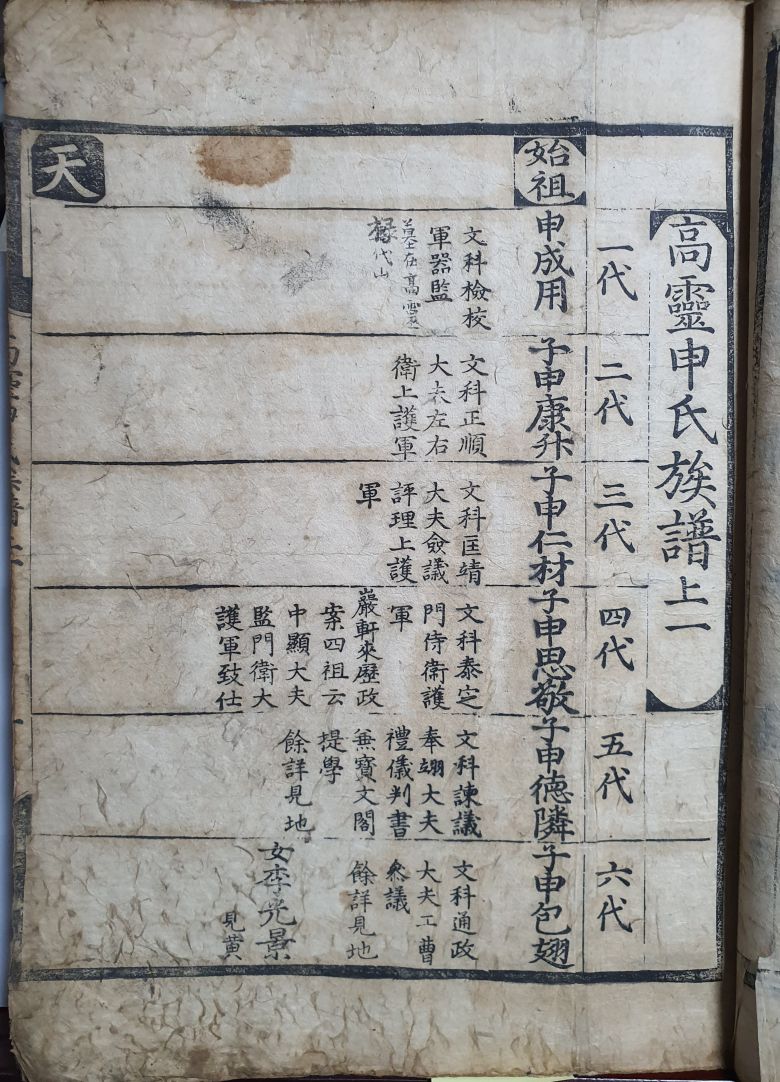 高靈申氏族譜上一
一代
二代
三代
四代
五代
六代
始祖
申成用
文科檢校
軍器監
墓在高靈
代山
子申康升
文科正順
大夫左右
衛上護軍
子申仁材
文科匡靖
大夫僉議
評理上護
軍
子申思敬
文科泰定
門侍衛護
軍
嚴軒來歷政
案四祖云
中顯大夫
監門衛大
護軍致仕
子申德隣
文科諫議
奉翊大夫
禮儀判書
兼寶文閣
提學
餘詳見地
子申包翅
文科通政
大夫工曹
參議
餘詳見地
女李光景
見黃
天